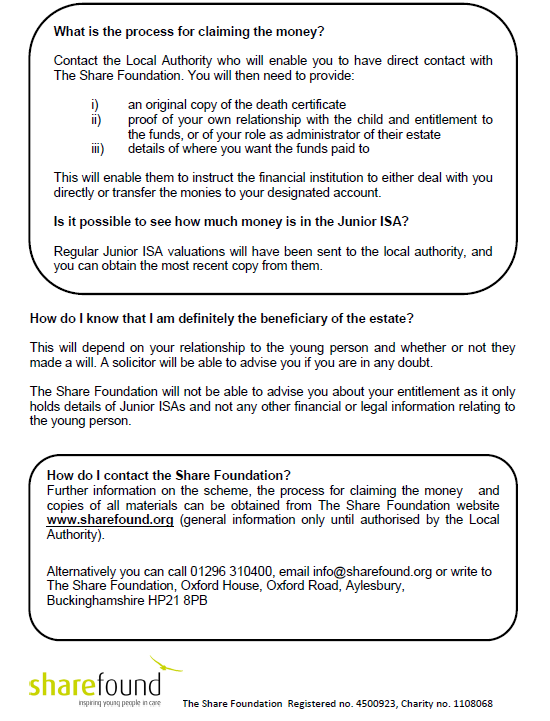 What is the process for claiming the money?
Contact the Local Authority who will enable you to have direct contact with
The Share Foundation. You will then need to provide:
i) an original copy of the death certificate
ii) proof of your own relationship with the child and entitlement to
the funds, or of your role as administrator of their estate
iii) details of where you want the funds paid to
This will enable them to instruct the financial institution to either deal with you
directly or transfer the monies to your designated account.
Is it possible to see how much money is in the Junior ISA?
Regular Junior ISA valuations will have been sent to the local authority, and
you can obtain the most recent copy from them.
How do I know that I am definitely the beneficiary of the estate?
This will depend on your relationship to the young person and whether or not they
made a will. A solicitor will be able to advise you if you are in any doubt.
The Share Foundation will not be able to advise you about your entitlement as it only
holds details of Junior ISAs and not any other financial or legal information relating to
the young person.
How do I contact the Share Foundation?
Further information on the scheme, the process for claiming the money and
copies of all materials can be obtained from The Share Foundation website
www.sharefound.org (general information only until authorised by the Local
Authority).
Alternatively you can call 01296 310400, email info@sharefound.org or write to
The Share Foundation, Oxford House, Oxford Road, Aylesbury,
Buckinghamshire HP21 8PB
sharefound
inspiring young people in care
The Share Foundation Registered no. 4500923, Charity no. 1108068